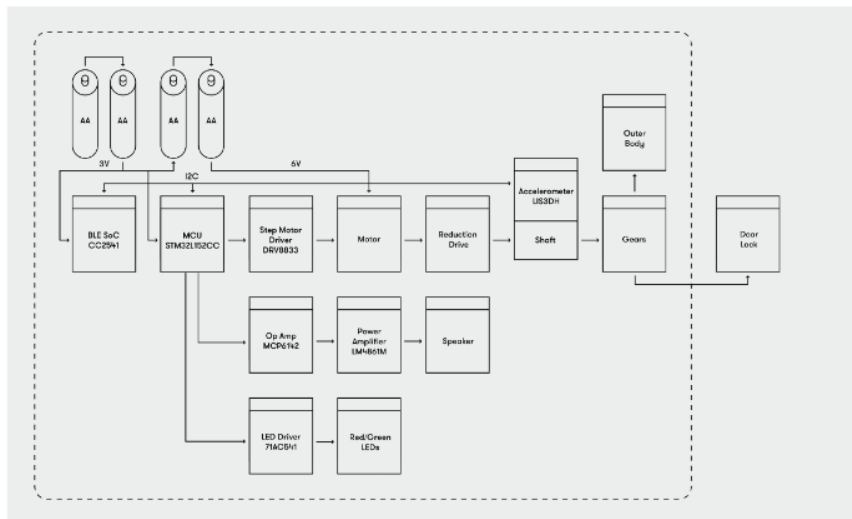 AA
AA
AA
AA
3V
6V
I2C
BLE SoC
CC2541
MCU
STM32L152CC
Step Motor
Driver
DRV8833
Motor
Reduction
Drive
Accelerometer
LIS3DH
Shaft
Gears
Outer
Body
Door
Lock
Op Amp
MCP6142
Power
Amplifier
LM4861M
Speaker
LED Driver
71AC541
Red/Green
LEDs